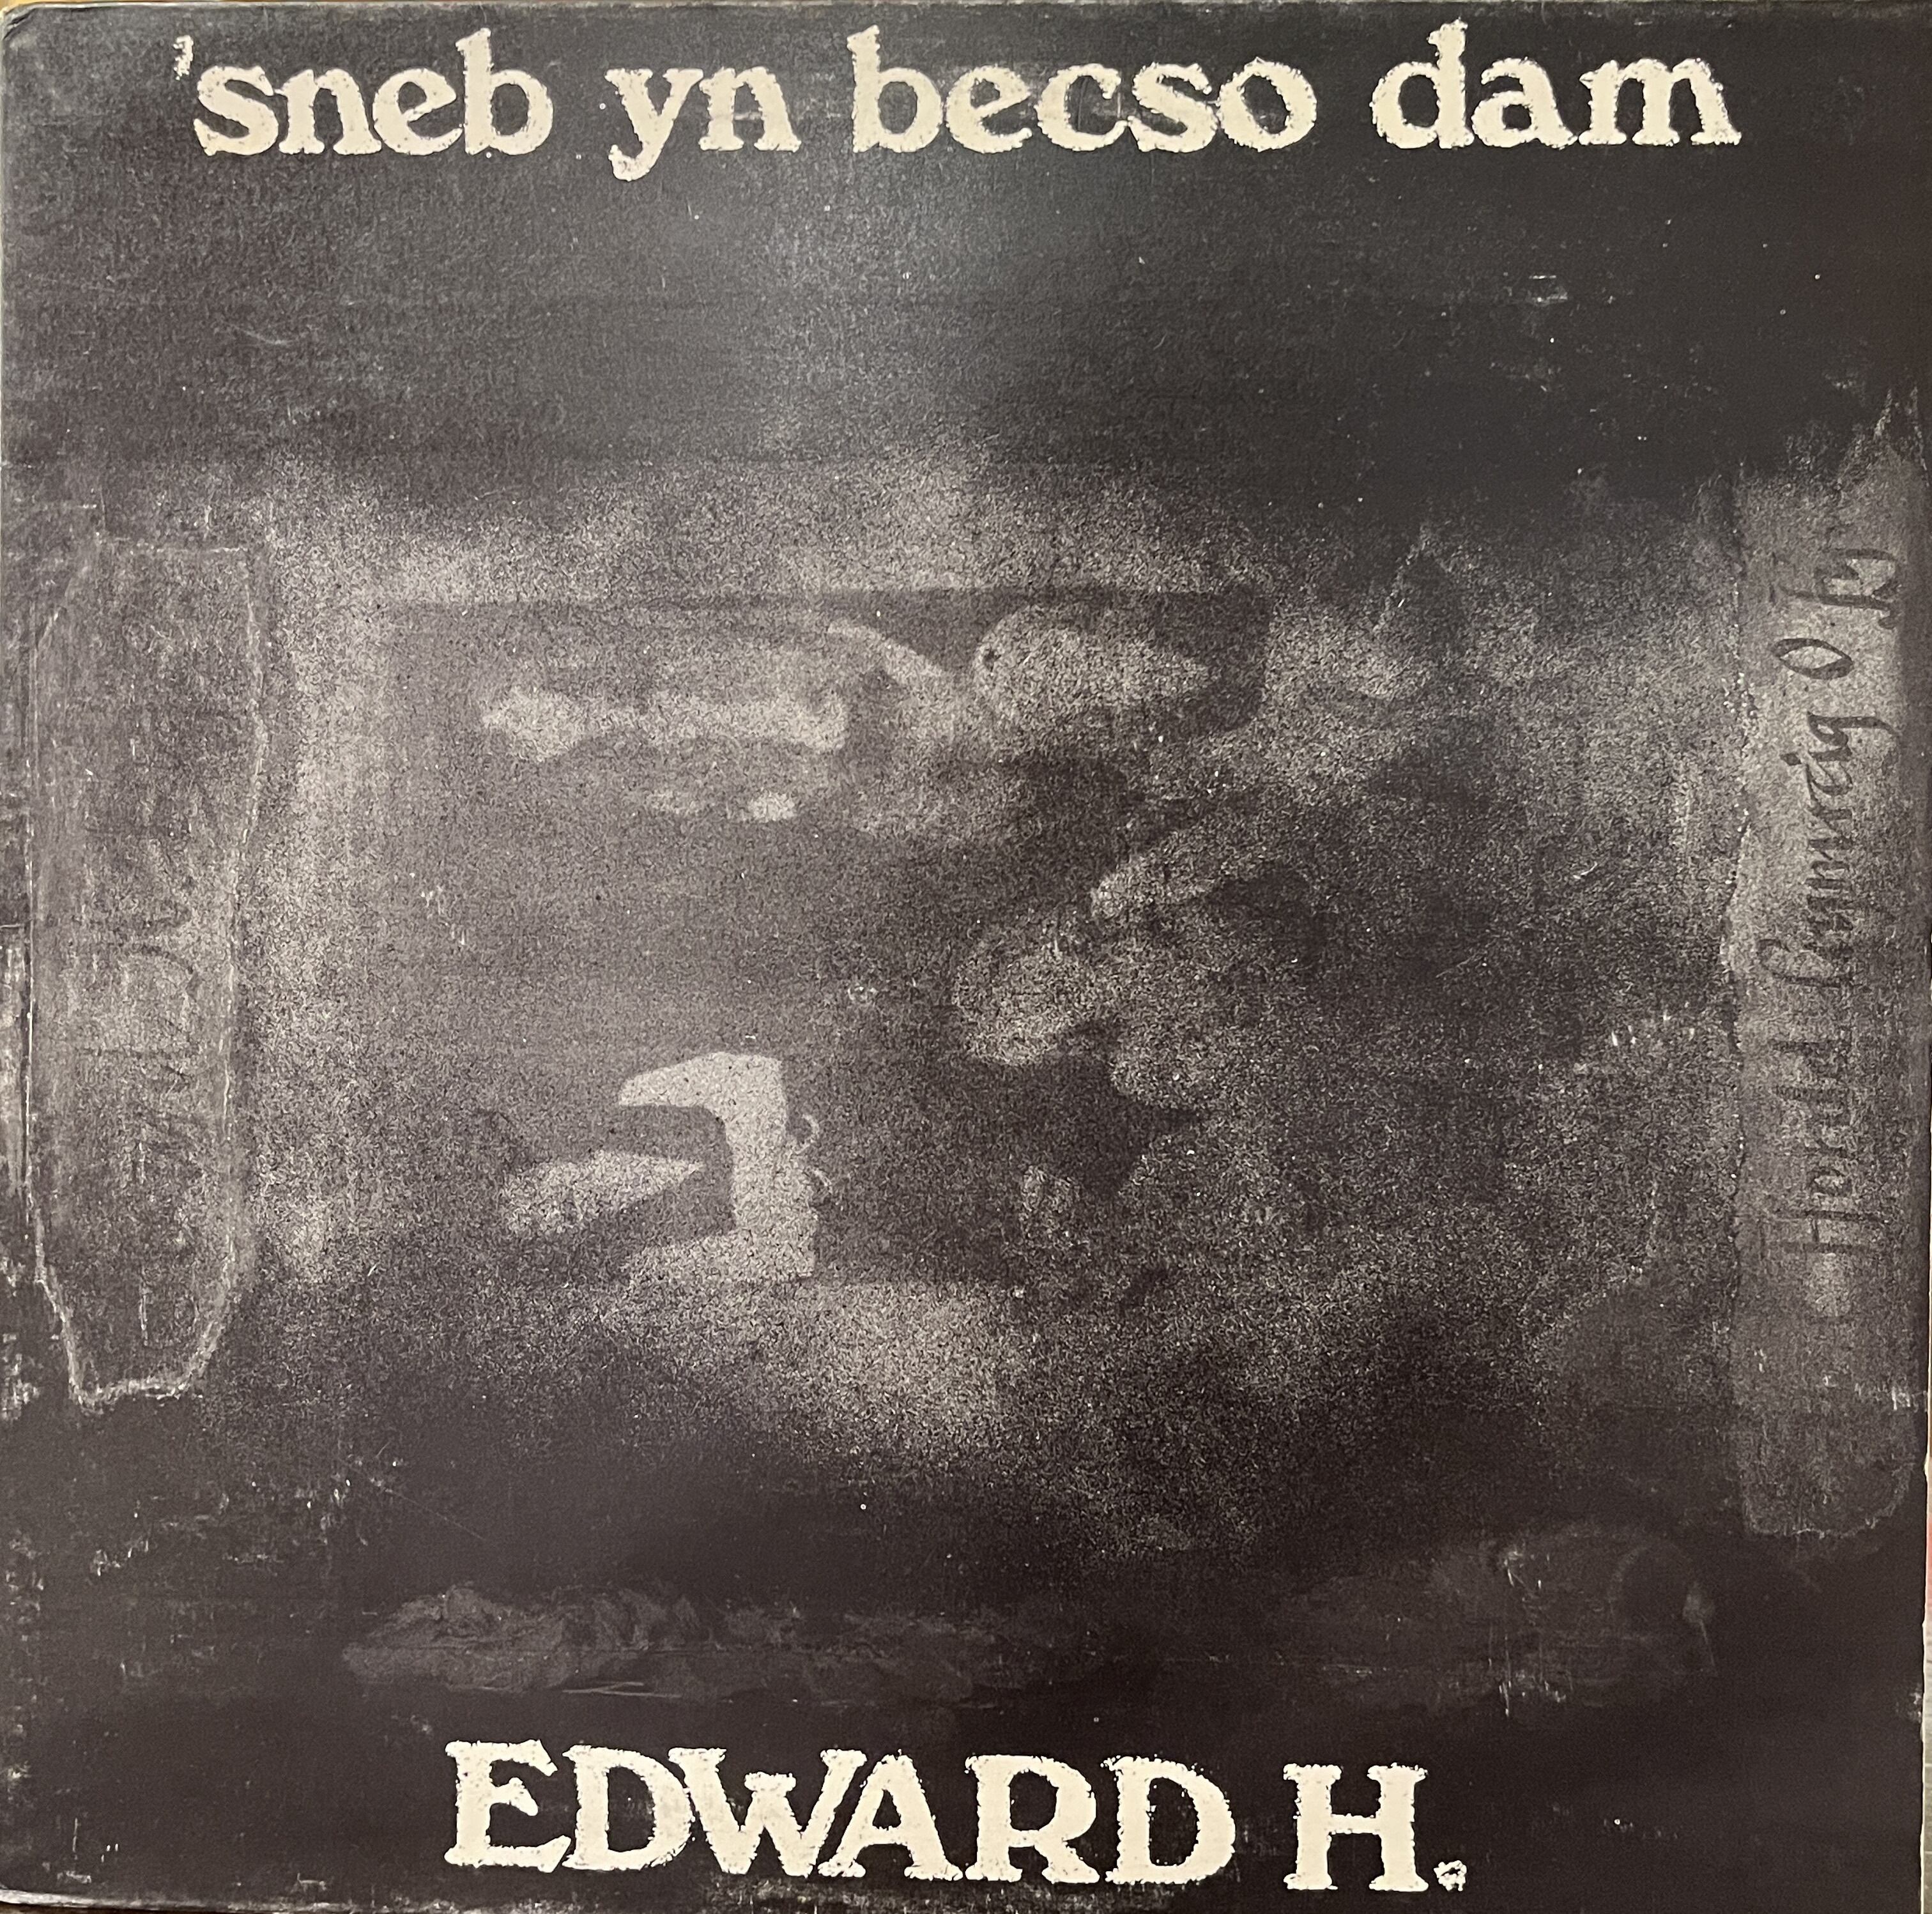 'sneb yn becso dam
EDWARD H.